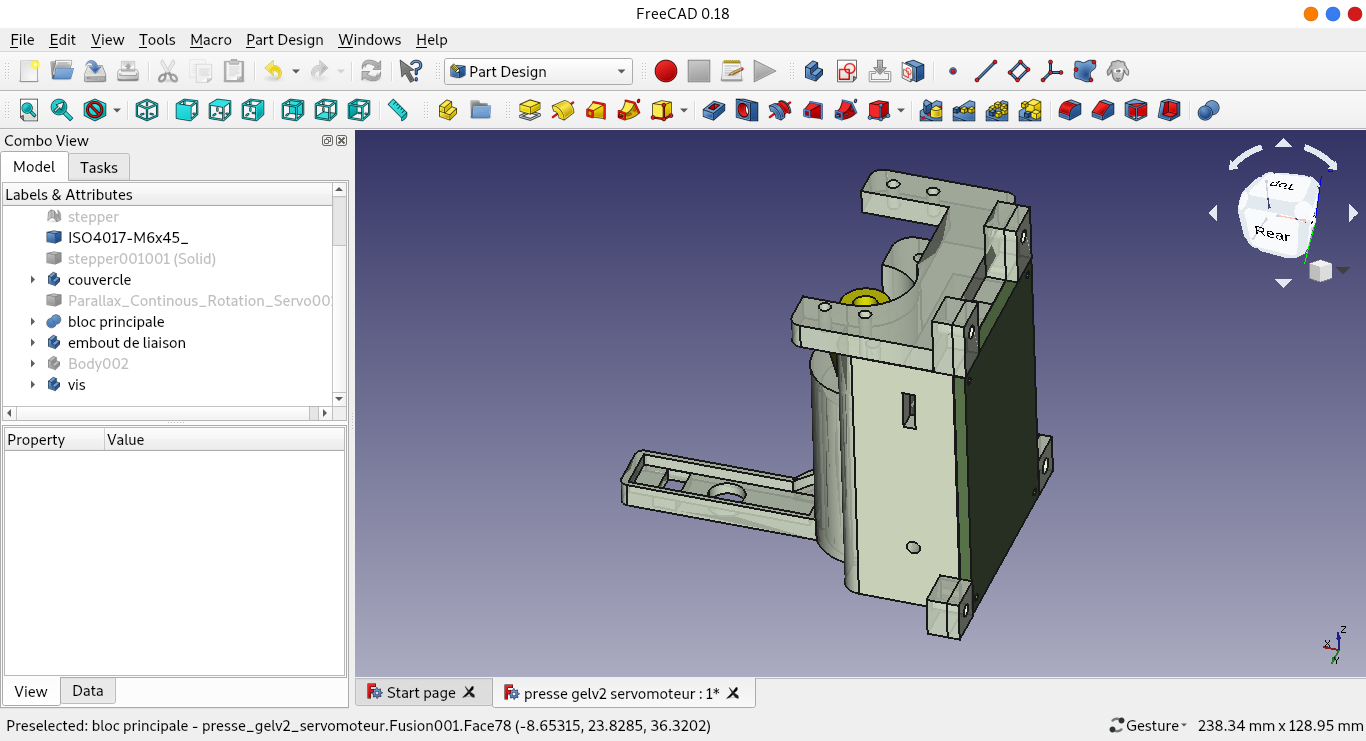 FreeCAD 0.18
File Edit View Tools Macro Part Design Windows Help
Part Design
Combo View
Model Tasks
Labels & Attributes
stepper
ISO4017-M6x45_
stepper001001 (Solid)
couvercle
Parallax_Continous_Rotation_Servo00
bloc principale
embout de liaison
Body002
vis
Property Value
View Data
TOP
Rear
Z
X
Y
Start page
presse gelv2 servomoteur : 1*
Preselected: bloc principale - presse_gelv2_servomoteur.Fusion001.Face78 (-8.65315, 23.8285, 36.3202)
Gesture
238.34 mm x 128.95 mm